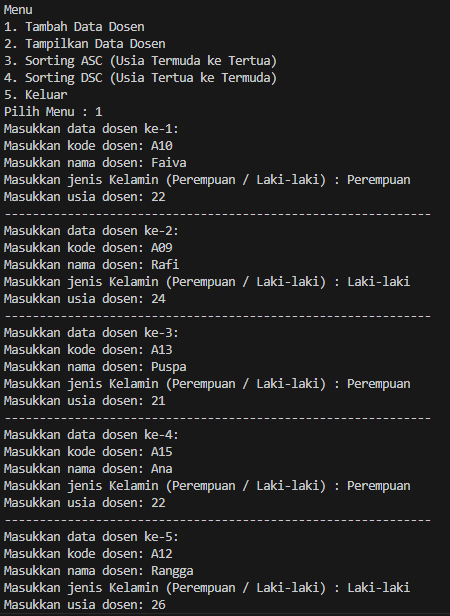 Menu
1. Tambah Data Dosen
2. Tampilkan Data Dosen
3. Sorting ASC (Usia Termuda ke Tertua)
4. Sorting DSC (Usia Tertua ke Termuda)
5. Keluar
Pilih Menu : 1
Masukkan data dosen ke-1:
Masukkan kode dosen: A10
Masukkan nama dosen: Faiva
Masukkan jenis Kelamin (Perempuan / Laki-laki) : Perempuan
Masukkan usia dosen: 22
-------------------------------------------------------------
Masukkan data dosen ke-2:
Masukkan kode dosen: A09
Masukkan nama dosen: Rafi
Masukkan jenis Kelamin (Perempuan / Laki-laki) : Laki-laki
Masukkan usia dosen: 24
-------------------------------------------------------------
Masukkan data dosen ke-3:
Masukkan kode dosen: A13
Masukkan nama dosen: Puspa
Masukkan jenis Kelamin (Perempuan / Laki-laki) : Perempuan
Masukkan usia dosen: 21
-------------------------------------------------------------
Masukkan data dosen ke-4:
Masukkan kode dosen: A15
Masukkan nama dosen: Ana
Masukkan jenis Kelamin (Perempuan / Laki-laki) : Perempuan
Masukkan usia dosen: 22
-------------------------------------------------------------
Masukkan data dosen ke-5:
Masukkan kode dosen: A12
Masukkan nama dosen: Rangga
Masukkan jenis Kelamin (Perempuan / Laki-laki) : Laki-laki
Masukkan usia dosen: 26